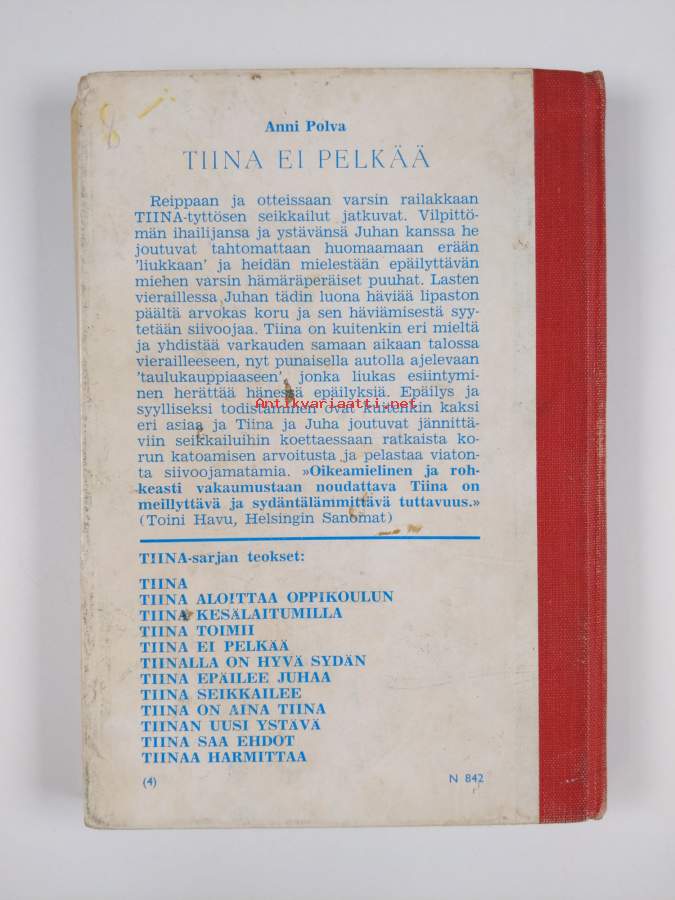 8 -:
Anni Polva
TIINA EI PELKÄÄ
Reippaan ja otteissaan varsin railakkaan
TIINA-tyttösen seikkailut jatkuvat. Vilpittö-
män ihailijansa ja ystävänsä Juhan kanssa he
joutuvat tahtomattaan huomaamaan erään
'liukkaan' ja heidän mielestään epäilyttävän
miehen varsin hämäräperäiset puuhat. Lasten
vieraillessa Juhan tädin luona häviää lipaston
päältä arvokas koru ja sen häviämisestä syy-
tetään siivoojaa. Tiina on kuitenkin eri mieltä
ja yhdistää varkauden samaan aikaan talossa
vierailleeseen, nyt punaisella autolla ajelevaan
'taulukauppiaaseen', jonka liukas esiintymi-
nen herättää hänessä epäilyksiä. Epäilys ja
Antikvariaatti.net
syylliseksi todistaminen ovat kuitenkin kaksi
eri asiaa ja Tiina ja Juha joutuvat jännittä-
viin seikkailuihin koettaessaan ratkaista ko-
run katoamisen arvoitusta ja pelastaa viaton-
ta siivoojamatamia. »Oikeamielinen ja roh-
keasti vakaumustaan noudattava Tiina on
meillyttävä ja sydäntälämmittävä tuttavuus.»
(Toini Havu, Helsingin Sanomat)
TIINA-sarjan teokset:
TIINA
TIINA ALOITTAA OPPIKOULUN
TIINA KESÄLAITUMILLA
TIINA TOIMII
TIINA EI PELKÄÄ
TIINALLA ON HYVÄ SYDÄN
TIINA EPÄILEE JUHAA
TIINA SEIKKAILEE
TIINA ON AINA TIINA
TIINAN UUSI YSTÄVÄ
TIINA SAA EHDOT
TIINAA HARMITTAA
(4) N 842